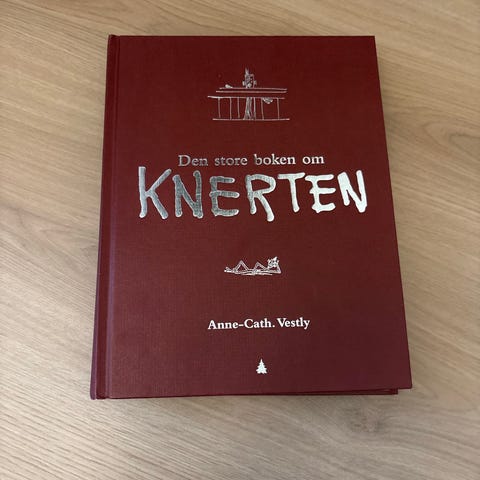 Den store boken om
KNERTEN
Anne-Cath. Vestly